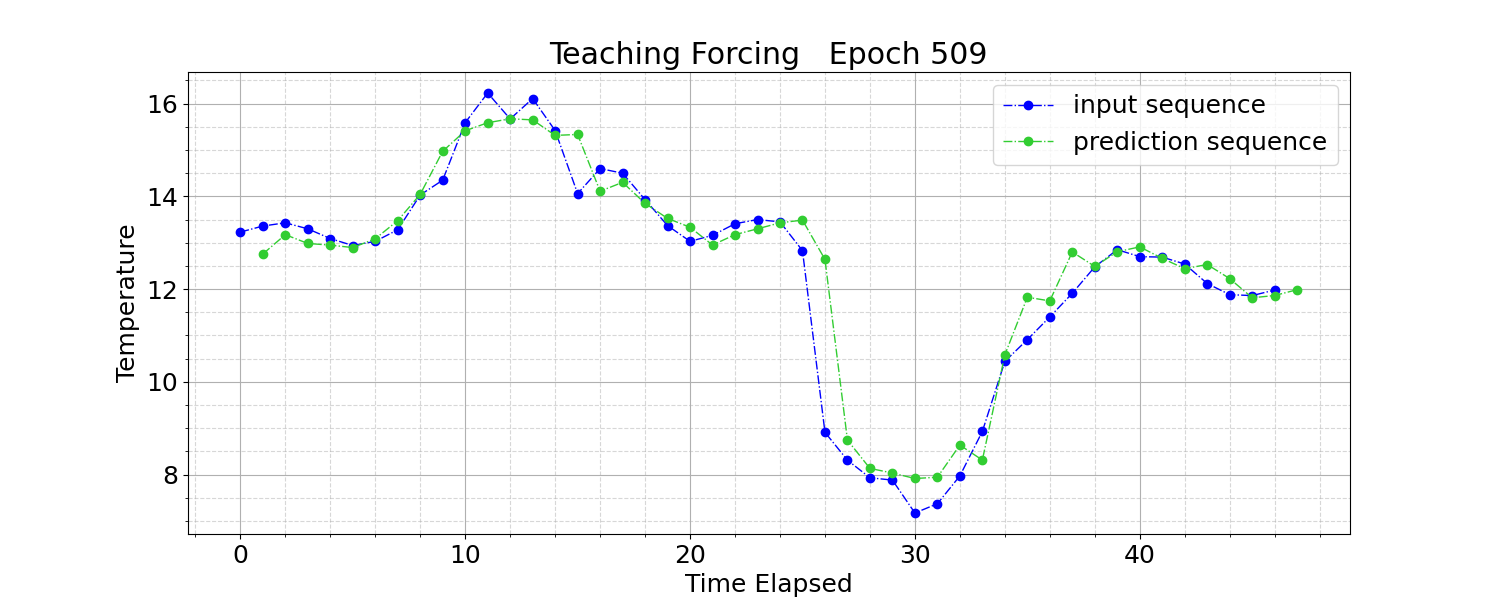 Teaching Forcing   Epoch 509
input sequence
prediction sequence
Temperature
16
14
12
10
8
0 10 20 30 40
Time Elapsed